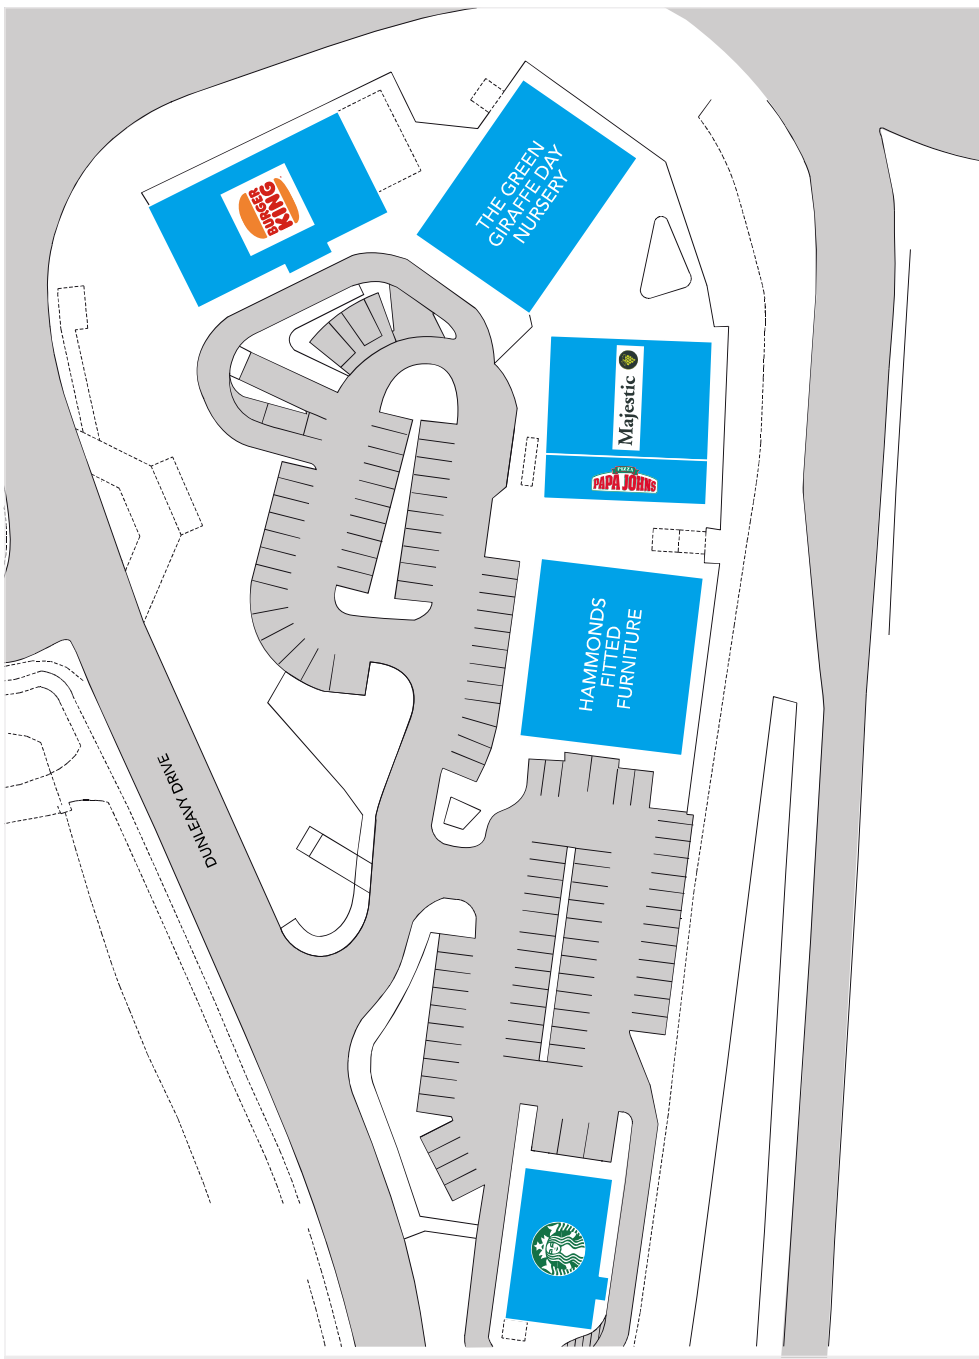 BURGER
KING
THE GREEN
GIRAFFE DAY
NURSERY
Majestic
PIZZA
PAPA JOHNS
HAMMONDS
FITTED
FURNITURE
DUNLEAVY DRIVE